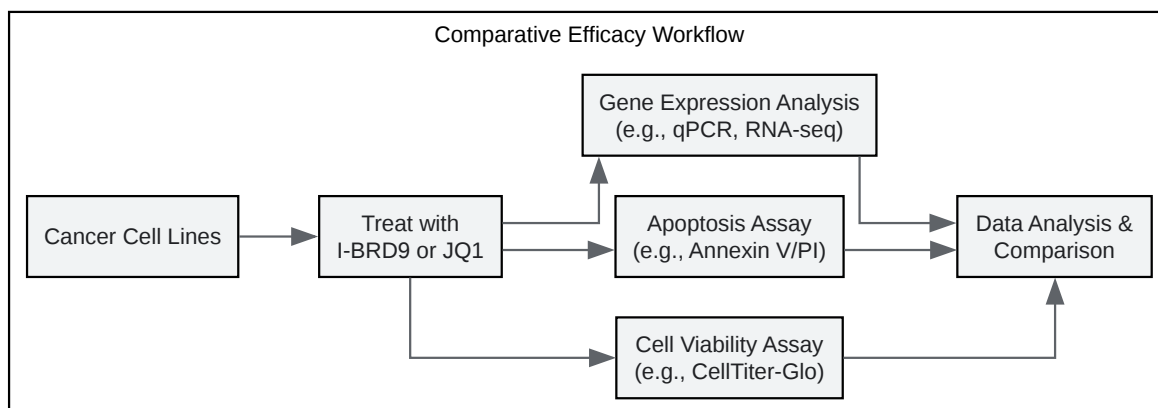 Comparative Efficacy Workflow
Gene Expression Analysis
(e.g., qPCR, RNA-seq)
Cancer Cell Lines
Treat with
I-BRD9 or JQ1
Apoptosis Assay
(e.g., Annexin V/PI)
Data Analysis &
Comparison
Cell Viability Assay
(e.g., CellTiter-Glo)